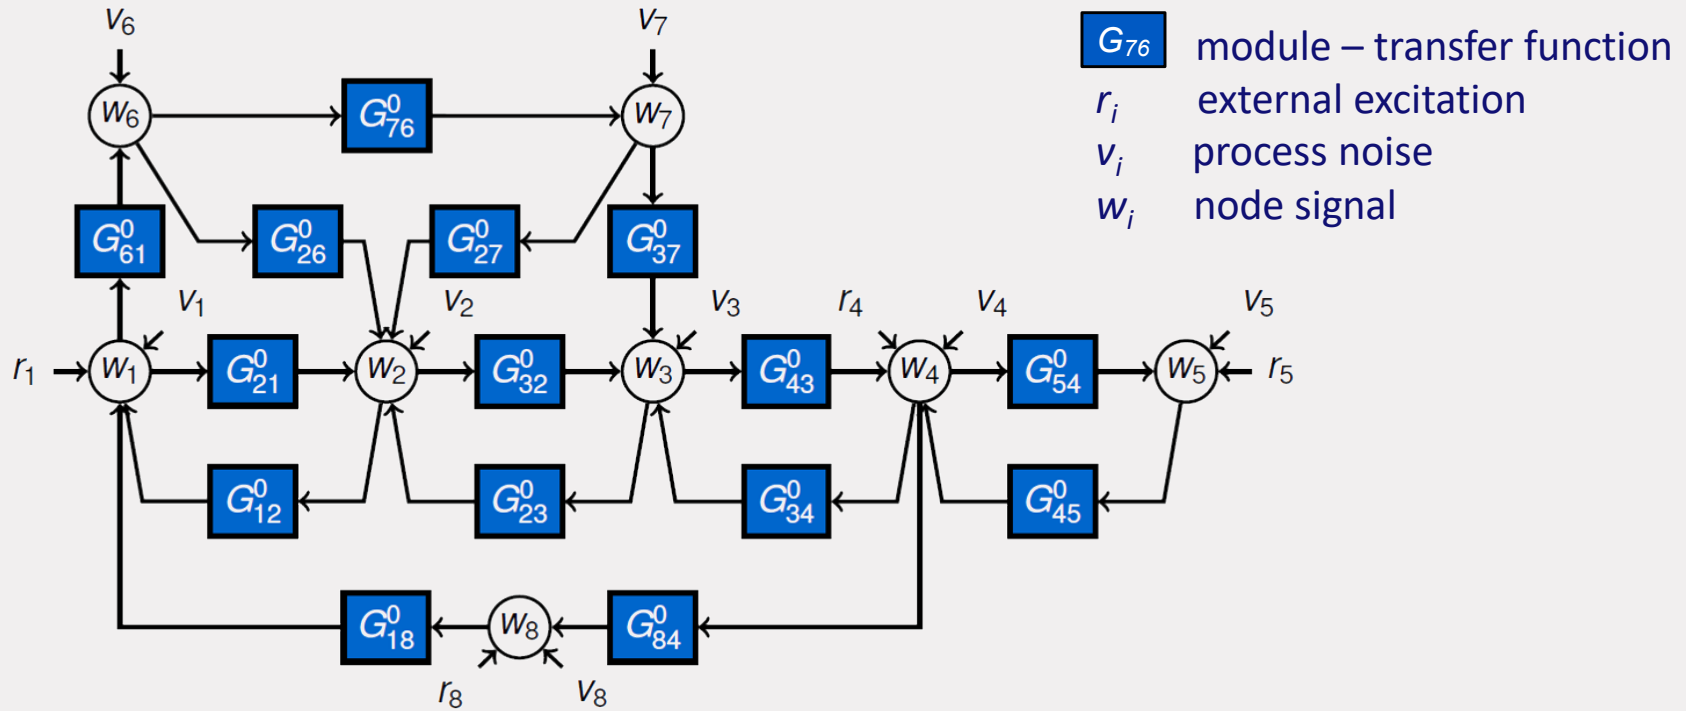 v₆ v₇
G₇₆ module – transfer function
rᵢ external excitation
vᵢ process noise
wᵢ node signal
w₆ G⁰₇₆ w₇
G⁰₆₁ G⁰₂₆ G⁰₂₇ G⁰₃₇
v₁ v₂ v₃ r₄ v₄ v₅
r₁ w₁ G⁰₂₁ w₂ G⁰₃₂ w₃ G⁰₄₃ w₄ G⁰₅₄ w₅ r₅
G⁰₁₂ G⁰₂₃ G⁰₃₄ G⁰₄₅
G⁰₁₈ w₈ G⁰₈₄
r₈ v₈